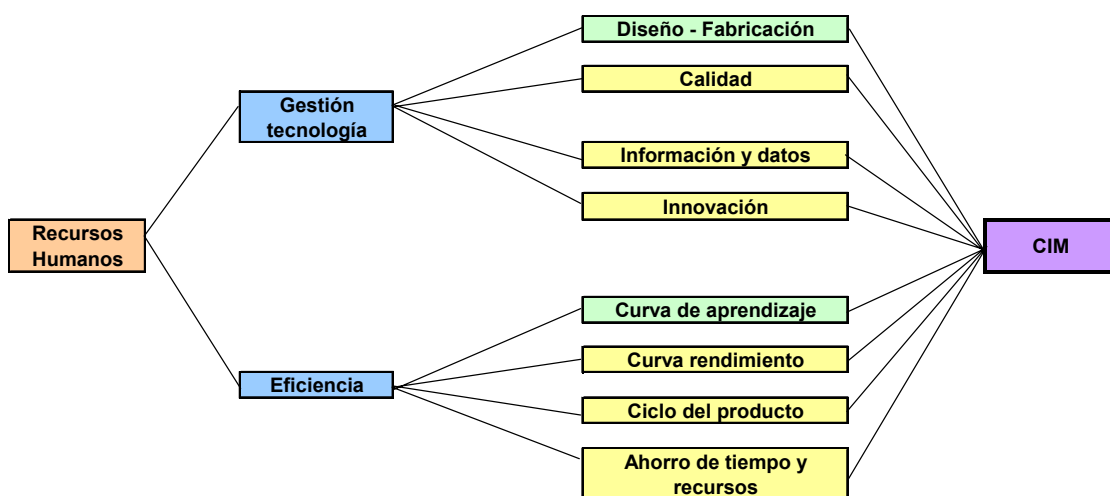 Diseño - Fabricación
Calidad
Gestión
tecnología
Información y datos
Innovación
Recursos
Humanos
CIM
Curva de aprendizaje
Curva rendimiento
Eficiencia
Ciclo del producto
Ahorro de tiempo y
recursos